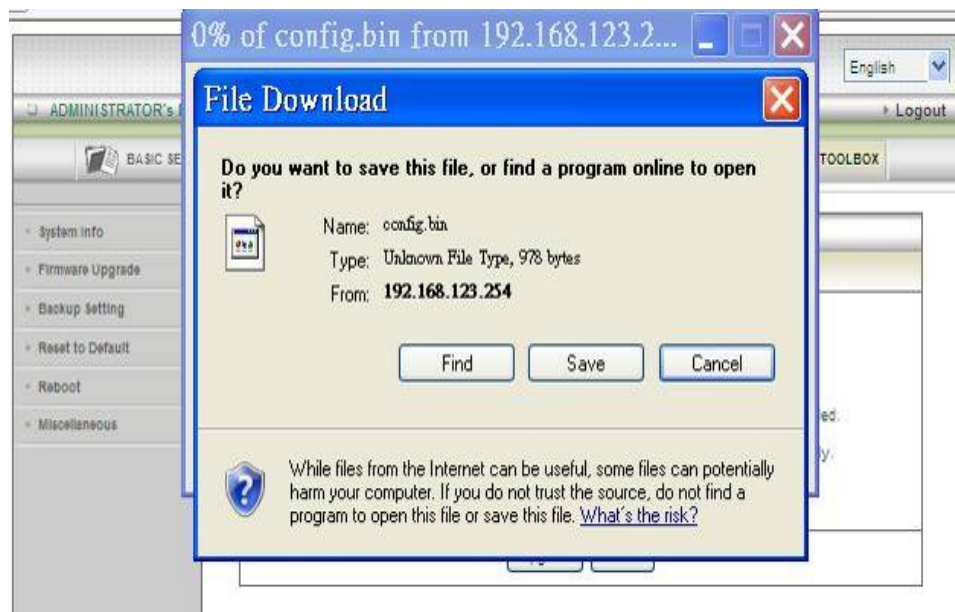 0% of config.bin from 192.168.123.2...
English
File Download
ADMINISTRATOR's
Logout
BASIC SE
TOOLBOX
Do you want to save this file, or find a program online to open
it?
Name: config.bin
Type: Unknown File Type, 978 bytes
From: 192.168.123.254
System Info
Firmware Upgrade
Backup Setting
Reset to Default
Reboot
Miscellaneous
Find Save Cancel
ed.
y.
While files from the Internet can be useful, some files can potentially
harm your computer. If you do not trust the source, do not find a
program to open this file or save this file. What's the risk?